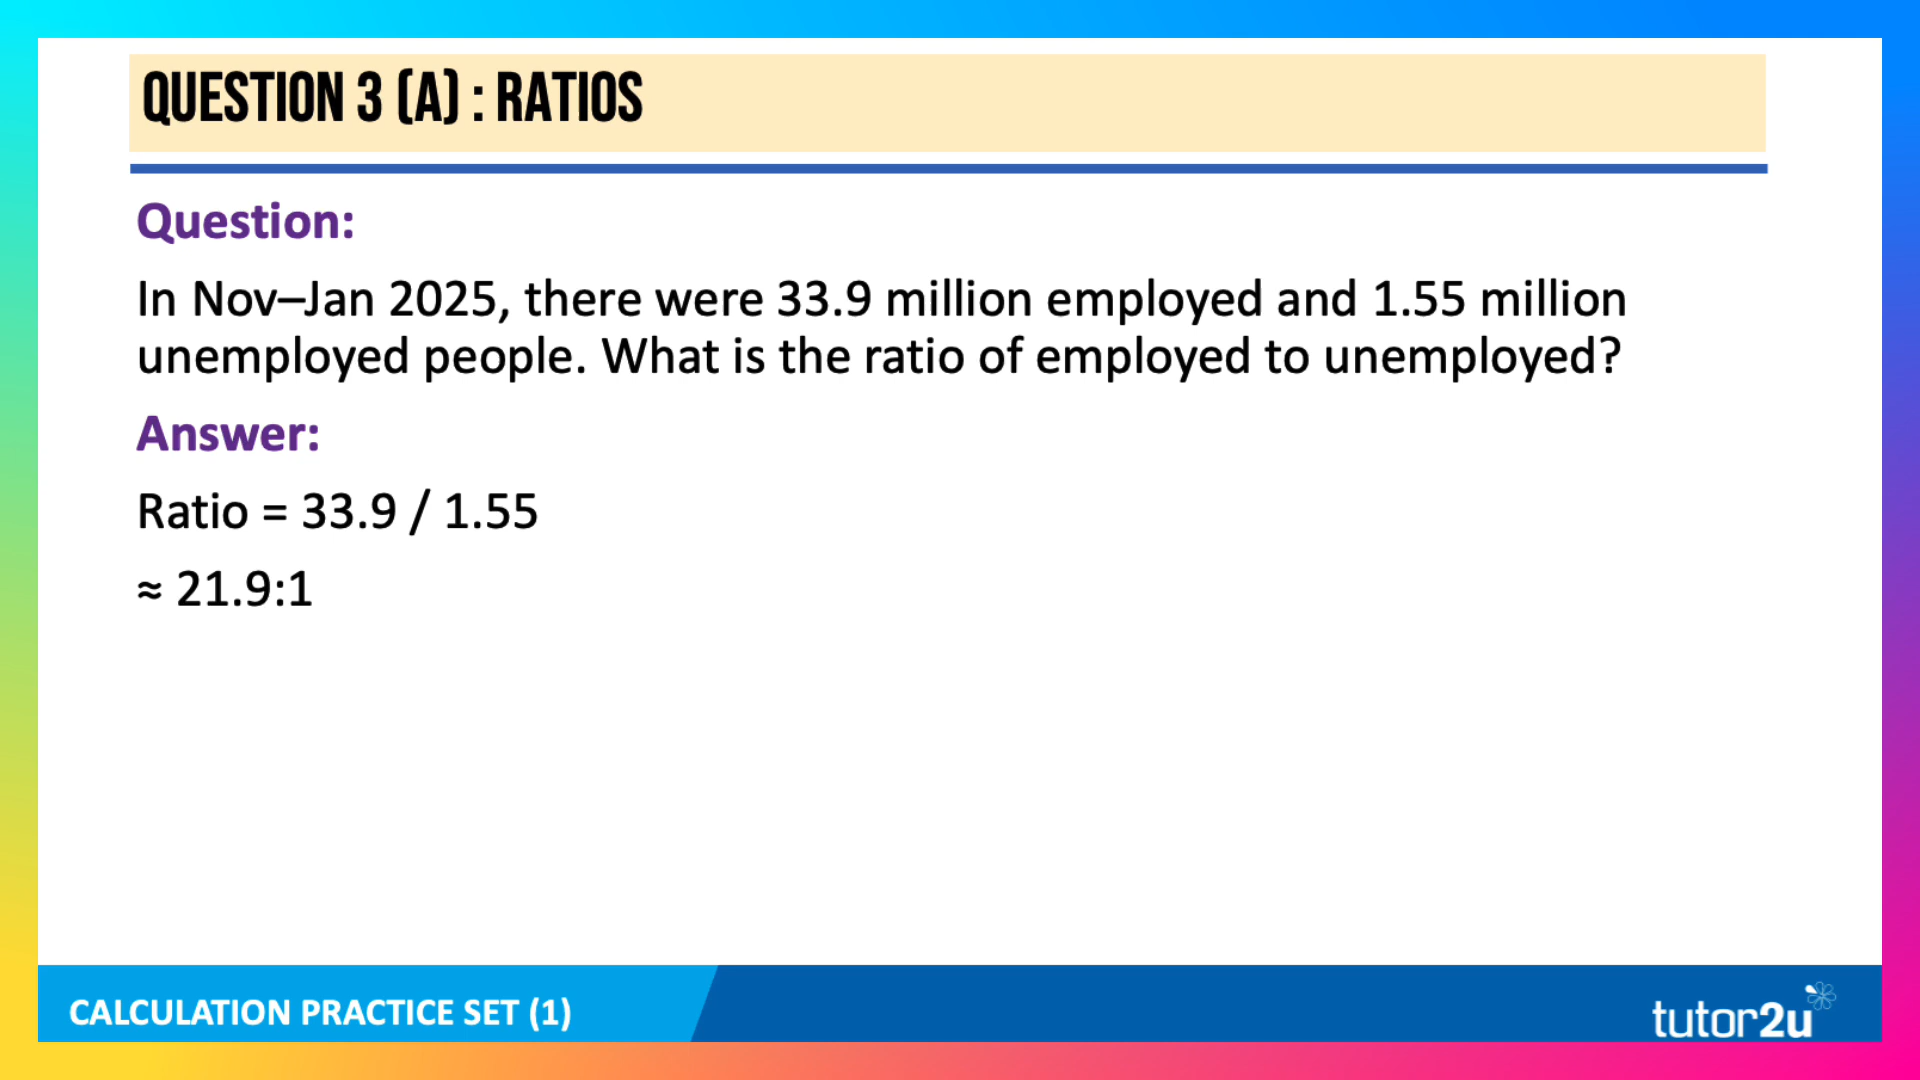 QUESTION 3 (A) : RATIOS
Question:
In Nov–Jan 2025, there were 33.9 million employed and 1.55 million
unemployed people. What is the ratio of employed to unemployed?
Answer:
Ratio = 33.9 / 1.55
≈ 21.9:1
CALCULATION PRACTICE SET (1)
tutor2u